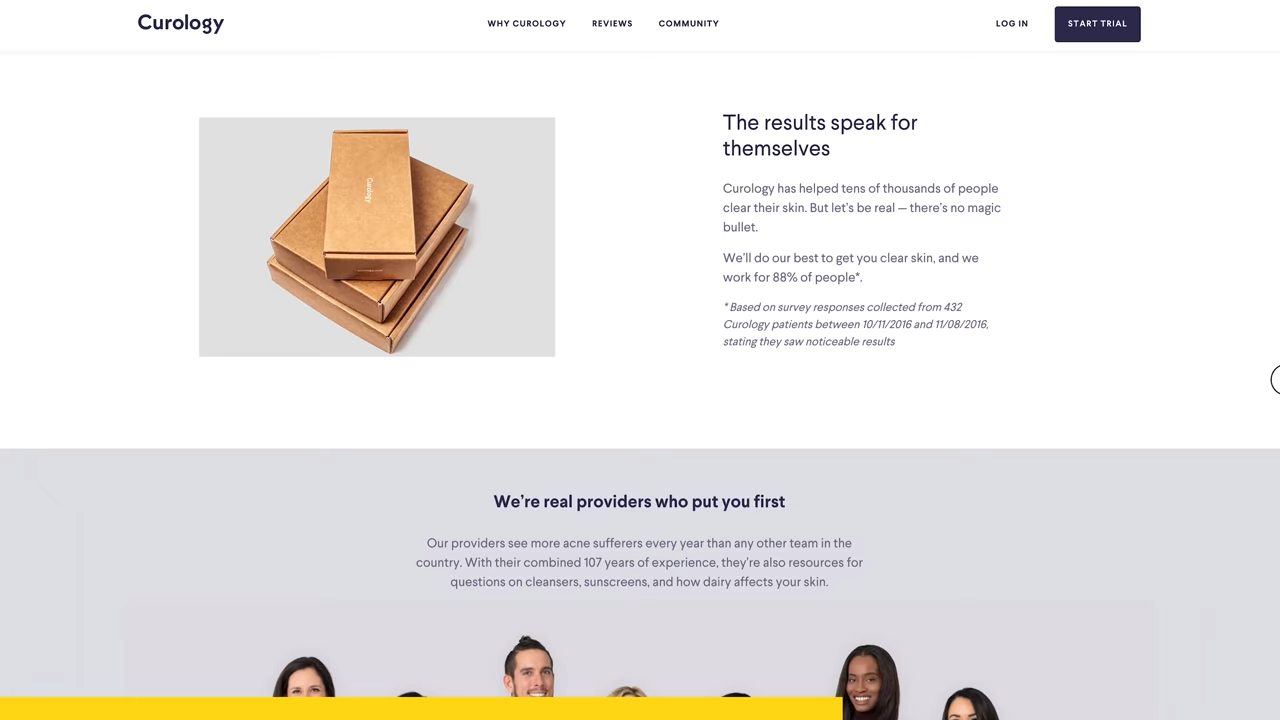 Curology
WHY CUROLOGY
REVIEWS
COMMUNITY
LOG IN
START TRIAL
Curology
The results speak for
themselves
Curology has helped tens of thousands of people
clear their skin. But let's be real — there's no magic
bullet.
We'll do our best to get you clear skin, and we
work for 88% of people*.
* Based on survey responses collected from 432
Curology patients between 10/11/2016 and 11/08/2016,
stating they saw noticeable results
We're real providers who put you first
Our providers see more acne sufferers every year than any other team in the
country. With their combined 107 years of experience, they're also resources for
questions on cleansers, sunscreens, and how dairy affects your skin.